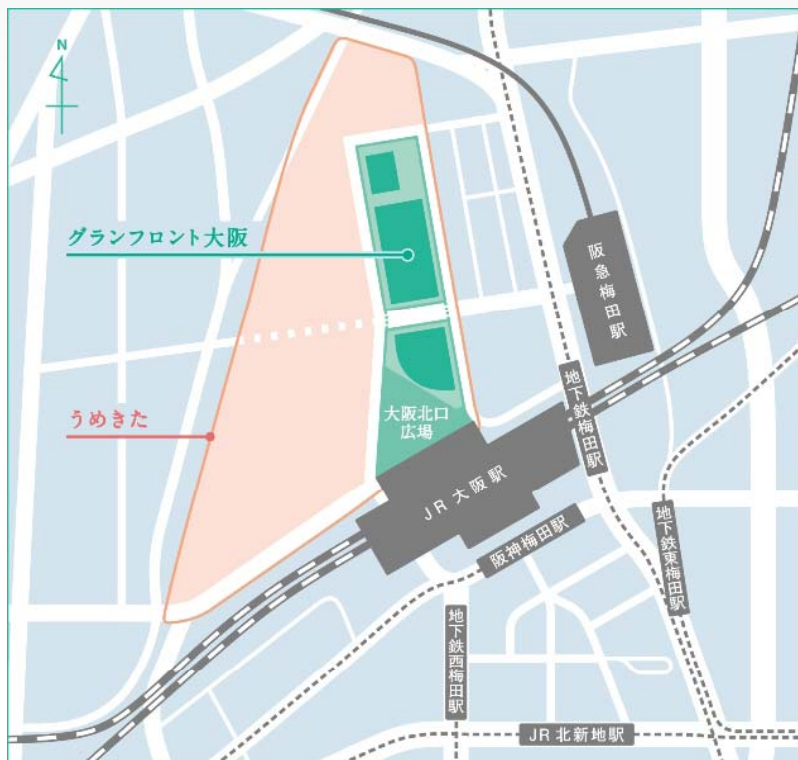 N
グランフロント大阪
うめきた
大阪北口
広場
阪急梅田駅
地下鉄梅田駅
JR大阪駅
阪神梅田駅
地下鉄東梅田駅
地下鉄西梅田駅
JR北新地駅